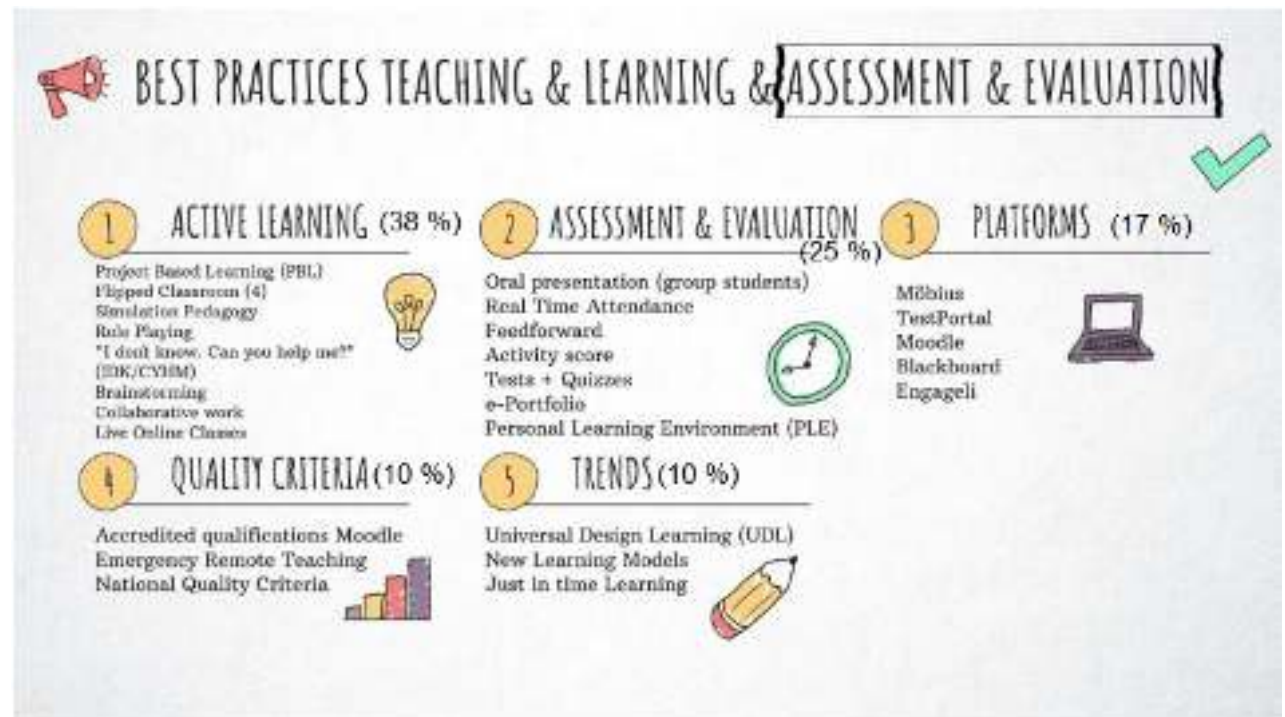 BEST PRACTICES TEACHING & LEARNING & ASSESSMENT & EVALUATION
1 ACTIVE LEARNING (38 %)
Project Based Learning (PBL)
Flipped Classroom (4)
Simulation Pedagogy
Role Playing
"I don't know. Can you help me?"
(IDK/CYHM)
Brainstorming
Collaborative work
Live Online Classes
2 ASSESSMENT & EVALUATION
(25 %)
Oral presentation (group students)
Real Time Attendance
Feedforward
Activity score
Tests + Quizzes
e-Portfolio
Personal Learning Environment (PLE)
3 PLATFORMS (17 %)
Möbius
TestPortal
Moodle
Blackboard
Engageli
4 QUALITY CRITERIA (10 %)
Accredited qualifications Moodle
Emergency Remote Teaching
National Quality Criteria
5 TRENDS (10 %)
Universal Design Learning (UDL)
New Learning Models
Just in time Learning